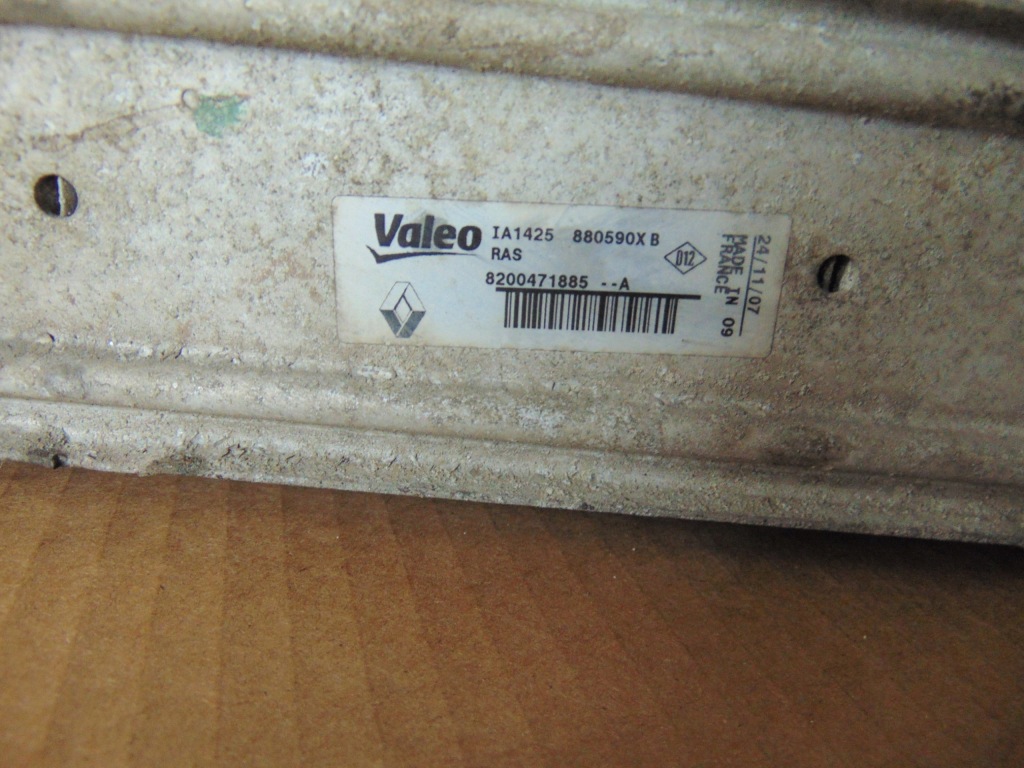 Valeo IA1425 880590X B
RAS
D12
8200471885 --A
24/11/07
MADE IN 09
FRANCE